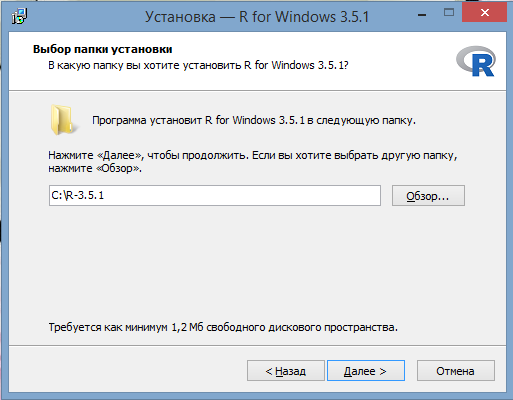 Установка — R for Windows 3.5.1
Выбор папки установки
В какую папку вы хотите установить R for Windows 3.5.1?
R
Программа установит R for Windows 3.5.1 в следующую папку.
Нажмите «Далее», чтобы продолжить. Если вы хотите выбрать другую папку,
нажмите «Обзор».
C:\R-3.5.1
Обзор...
Требуется как минимум 1,2 Мб свободного дискового пространства.
< Назад
Далее >
Отмена